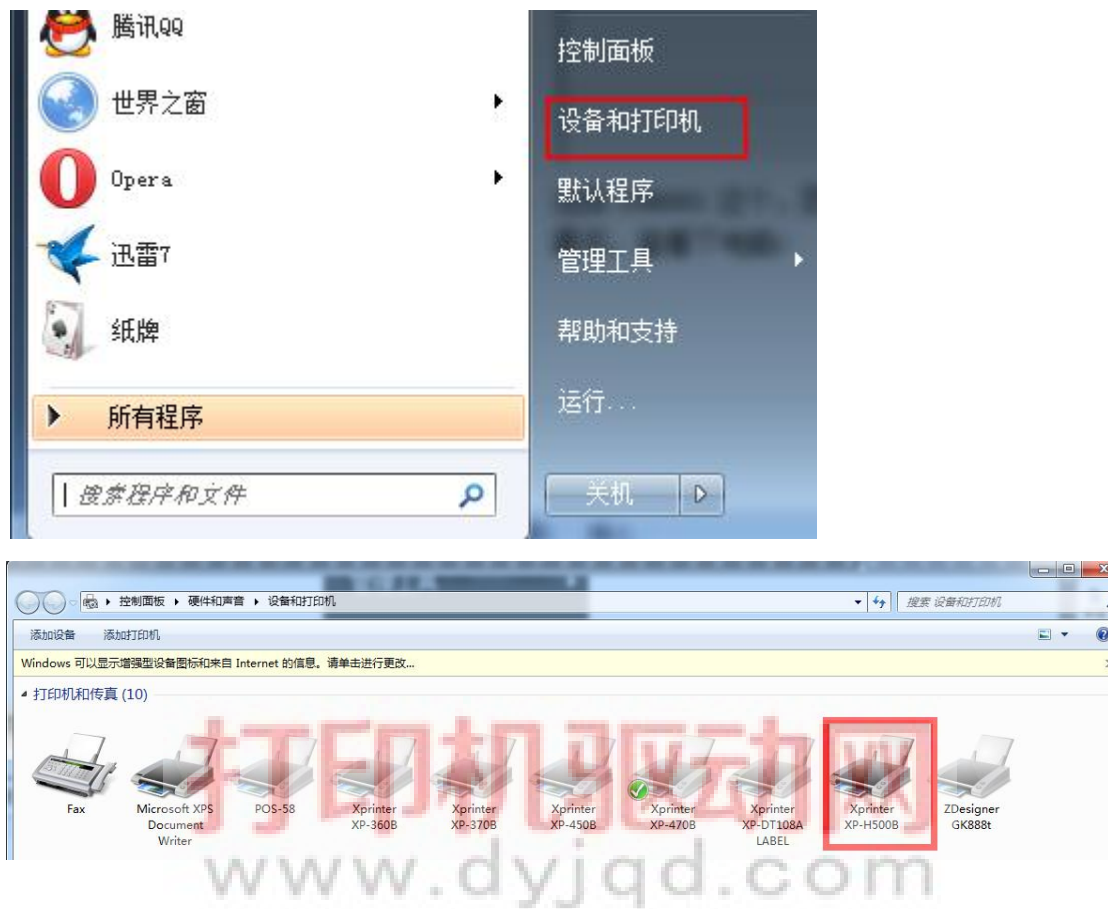 腾讯QQ
世界之窗
Opera
迅雷7
纸牌
所有程序
搜索程序和文件
控制面板
设备和打印机
默认程序
管理工具
帮助和支持
运行...
关机
控制面板 硬件和声音 设备和打印机
搜索 设备和打印机
添加设备 添加打印机
Windows 可以显示增强型设备图标和来自 Internet 的信息。请单击进行更改...
打印机和传真 (10)
打印机驱动网
Fax
Microsoft XPS
Document
Writer
POS-58
Xprinter
XP-360B
Xprinter
XP-370B
Xprinter
XP-450B
Xprinter
XP-470B
Xprinter
XP-DT108A
LABEL
Xprinter
XP-H500B
ZDesigner
GK888t
www.dyjqd.com